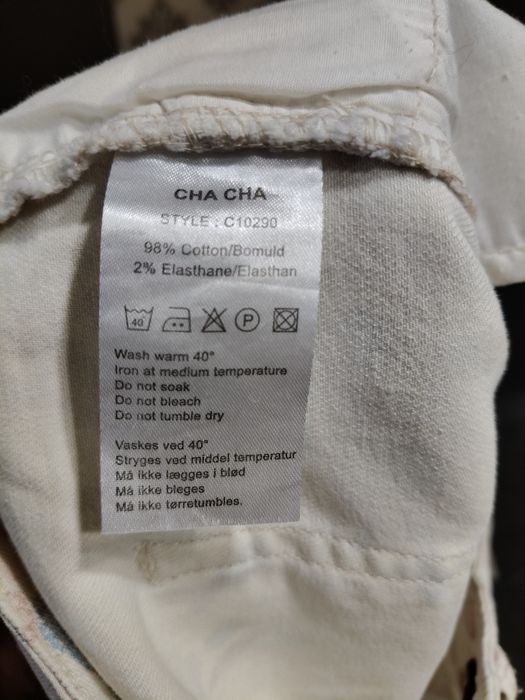 CHA CHA
STYLE : C10290
98% Cotton/Bomuld
2% Elasthane/Elasthan
40 P
Wash warm 40°
Iron at medium temperature
Do not soak
Do not bleach
Do not tumble dry
Vaskes ved 40°
Stryges ved middel temperatur
Må ikke lægges i blød
Må ikke bleges
Må ikke tørretumbles.